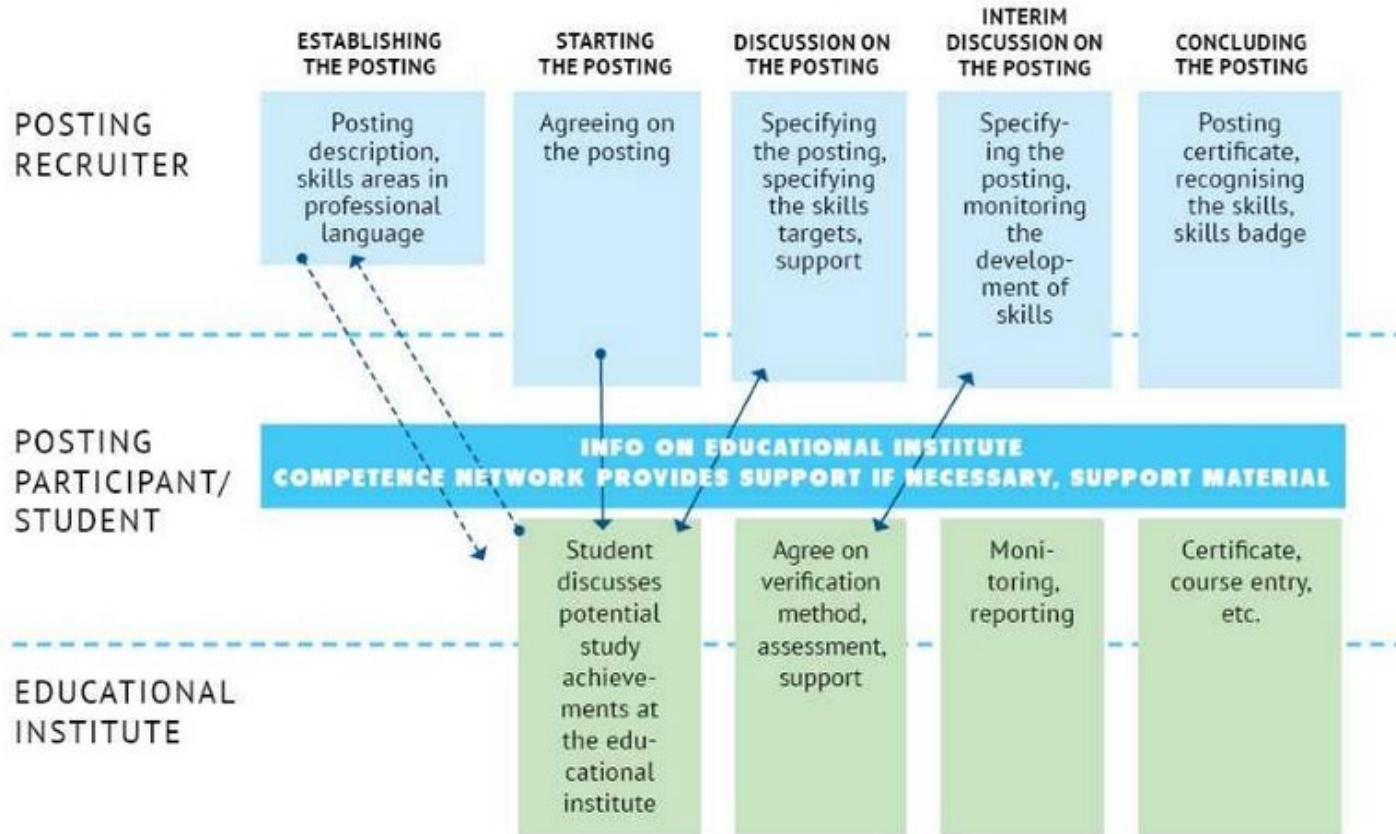 ESTABLISHING
THE POSTING
STARTING
THE POSTING
DISCUSSION ON
THE POSTING
INTERIM
DISCUSSION ON
THE POSTING
CONCLUDING
THE POSTING
POSTING
RECRUITER
Posting
description,
skills areas in
professional
language
Agreeing on
the posting
Specifying
the posting,
specifying
the skills
targets,
support
Specify-
ing the
posting,
monitoring
the
develop-
ment of
skills
Posting
certificate,
recognising
the skills,
skills badge
POSTING
PARTICIPANT/
STUDENT
INFO ON EDUCATIONAL INSTITUTE
COMPETENCE NETWORK PROVIDES SUPPORT IF NECESSARY, SUPPORT MATERIAL
Student
discusses
potential
study
achieve-
ments at
the edu-
cational
institute
Agree on
verification
method,
assessment,
support
Moni-
toring,
reporting
Certificate,
course entry,
etc.
EDUCATIONAL
INSTITUTE